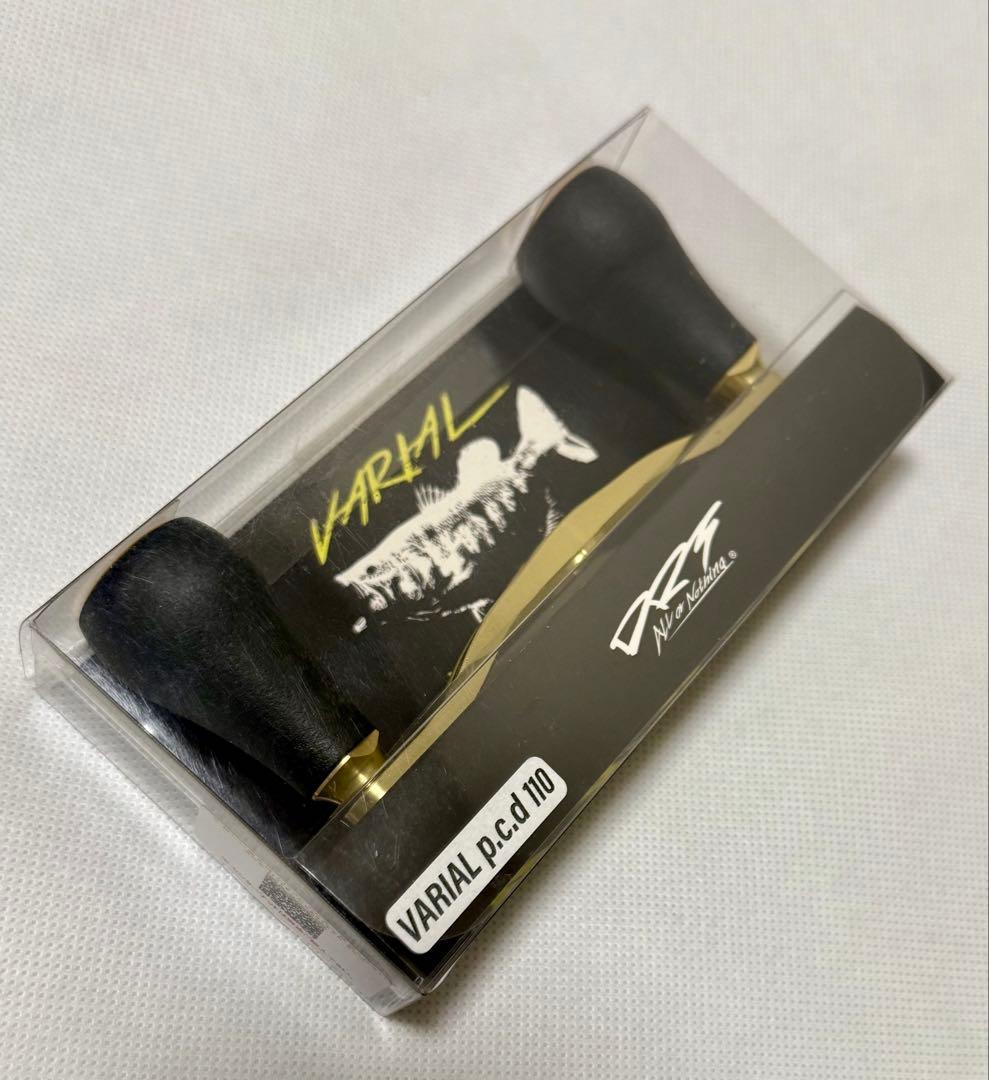 VARIAL
DRT
All or Nothing ®
VARIAL p.c.d 110